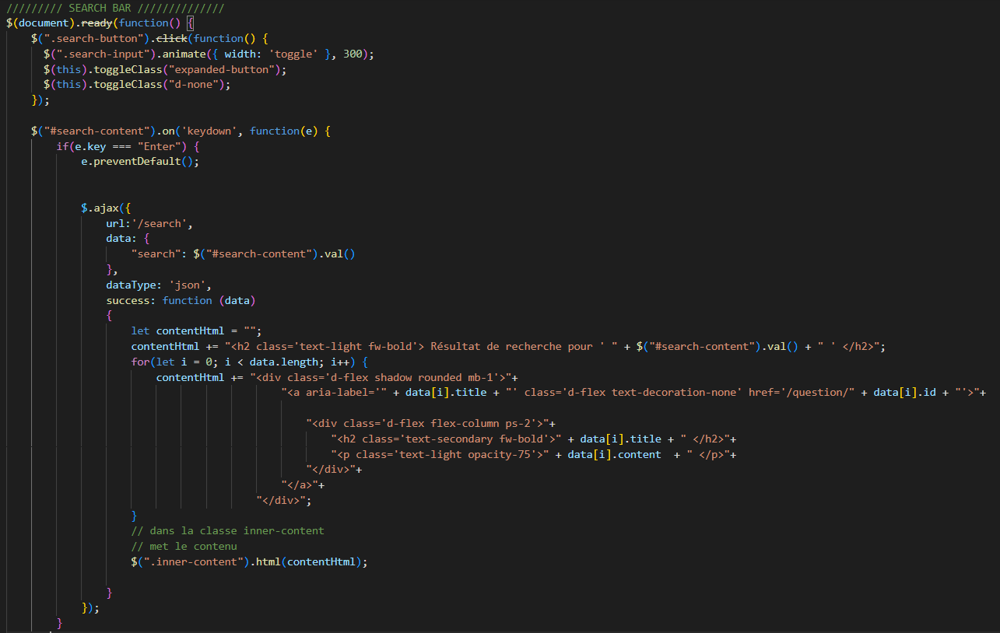 ///////// SEARCH BAR //////////////
$(document).ready(function() {
    $(".search-button").click(function() {
      $(".search-input").animate({ width: 'toggle' }, 300);
      $(this).toggleClass("expanded-button");
      $(this).toggleClass("d-none");
    });

    $("#search-content").on('keydown', function(e) {
        if(e.key === "Enter") {
            e.preventDefault();


            $.ajax({
                url:'/search',
                data: {
                    "search": $("#search-content").val()
                },
                dataType: 'json',
                success: function (data)
                {
                    let contentHtml = "";
                    contentHtml += "<h2 class='text-light fw-bold'> Résultat de recherche pour ' " + $("#search-content").val() + " ' </h2>";
                    for(let i = 0; i < data.length; i++) {
                        contentHtml += "<div class='d-flex shadow rounded mb-1'>"+
                                            "<a aria-label='" + data[i].title + "' class='d-flex text-decoration-none' href='/question/" + data[i].id + "'>"+

                                                "<div class='d-flex flex-column ps-2'>"+
                                                    "<h2 class='text-secondary fw-bold'>" + data[i].title + " </h2>"+
                                                    "<p class='text-light opacity-75'>" + data[i].content  + " </p>"+
                                                "</div>"+
                                            "</a>"+
                                        "</div>";
                    }
                    // dans la classe inner-content
                    // met le contenu
                    $(".inner-content").html(contentHtml);

                }
            });
        }